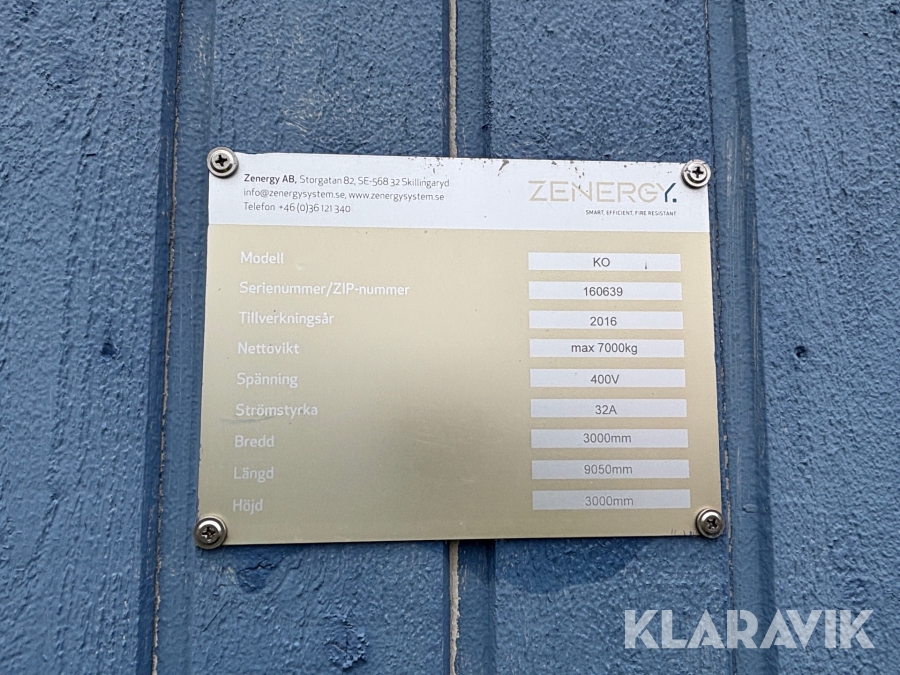 Zenergy AB, Storgatan 82, SE-568 32 Skillingaryd
info@zenergysystem.se, www.zenergysystem.se
Telefon +46 (0)36 121 340
ZENERGY.
SMART, EFFICIENT, FIRE RESISTANT
Modell KO
Serienummer/ZIP-nummer 160639
Tillverkningsår 2016
Nettovikt max 7000kg
Spänning 400V
Strömstyrka 32A
Bredd 3000mm
Längd 9050mm
Höjd 3000mm
KLARAVIK